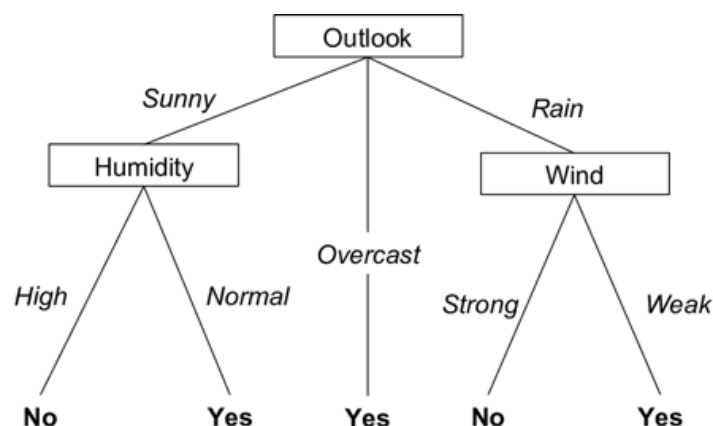 Outlook
Sunny
Rain
Humidity
Wind
Overcast
High
Normal
Strong
Weak
No
Yes
Yes
No
Yes